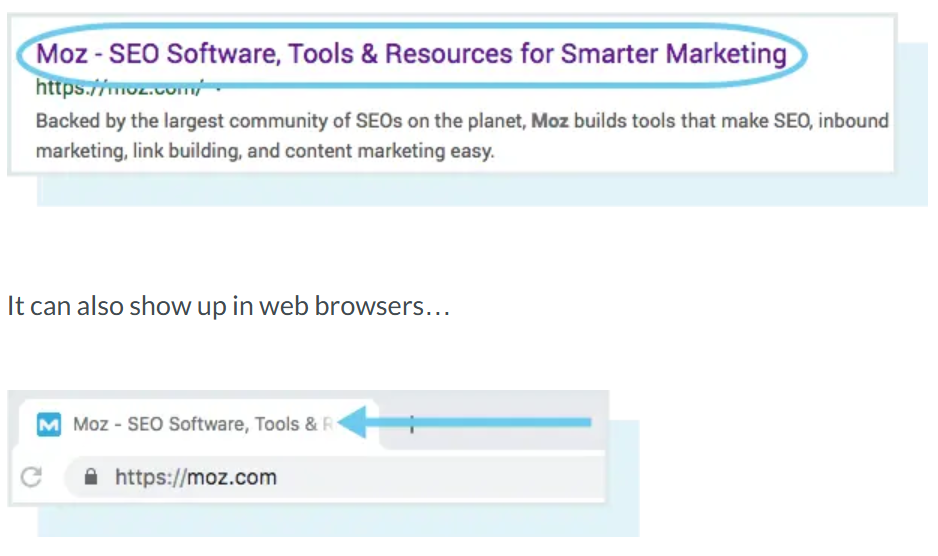 Moz - SEO Software, Tools & Resources for Smarter Marketing
https://moz.com/
Backed by the largest community of SEOs on the planet, Moz builds tools that make SEO, inbound
marketing, link building, and content marketing easy.
It can also show up in web browsers…
Moz - SEO Software, Tools & R
https://moz.com